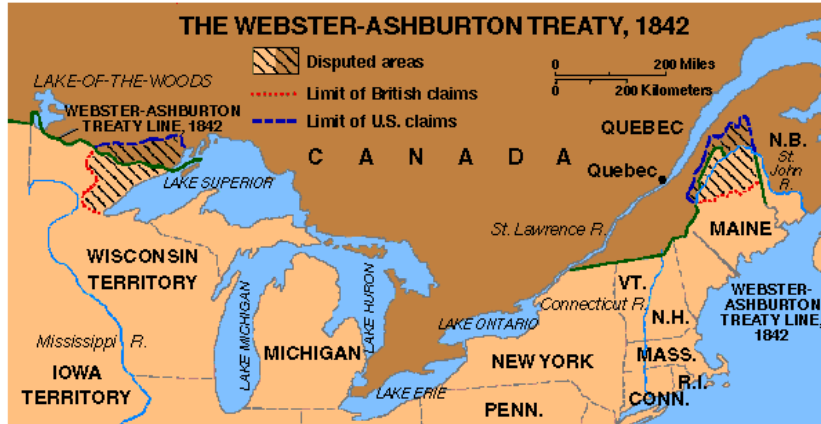 THE WEBSTER-ASHBURTON TREATY, 1842
Disputed areas
Limit of British claims
Limit of U.S. claims
0 200 Miles
0 200 Kilometers
LAKE-OF-THE-WOODS
WEBSTER-ASHBURTON
TREATY LINE, 1842
CANADA
QUEBEC
Quebec
N.B.
St.
John
R.
LAKE SUPERIOR
St. Lawrence R.
MAINE
WISCONSIN
TERRITORY
LAKE MICHIGAN
LAKE HURON
VT.
Connecticut R.
WEBSTER-
ASHBURTON
TREATY LINE,
1842
LAKE ONTARIO
N.H.
Mississippi R.
MICHIGAN
NEW YORK
MASS.
IOWA
TERRITORY
LAKE ERIE
R.I.
CONN.
PENN.